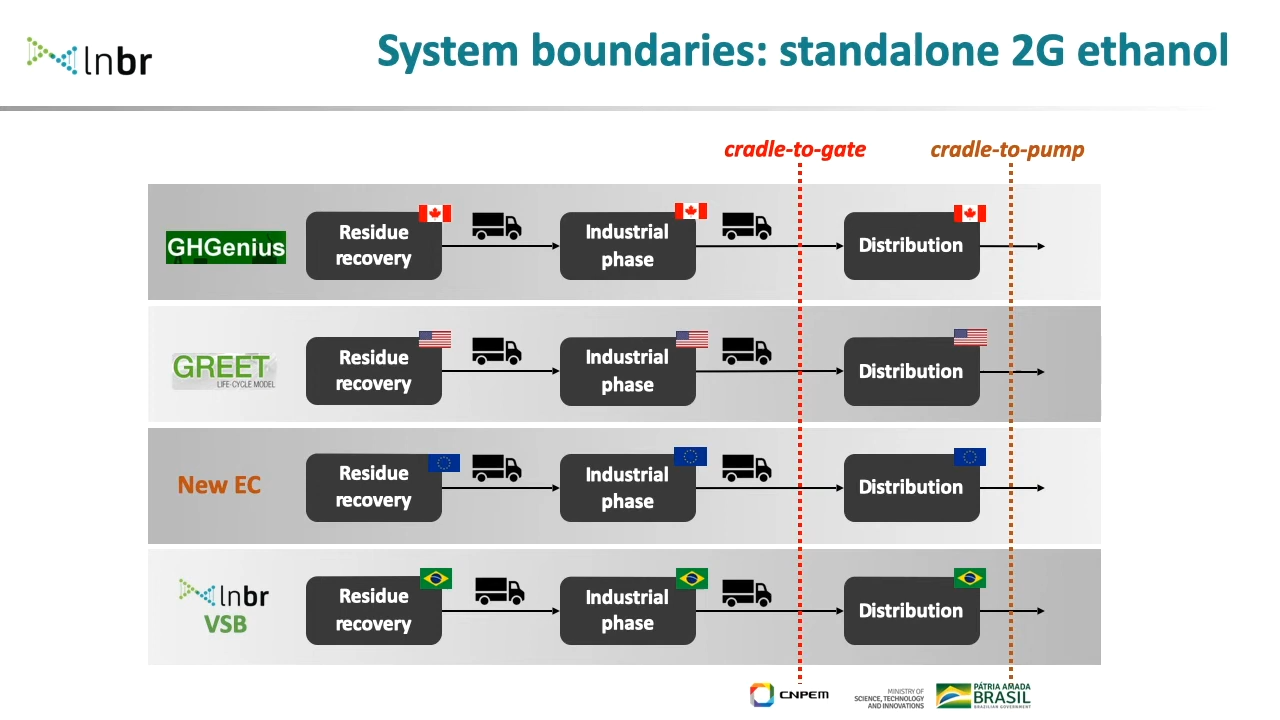 lnbr
System boundaries: standalone 2G ethanol
cradle-to-gate
cradle-to-pump
GHGenius
Residue
recovery
Industrial
phase
Distribution
GREET
LIFE-CYCLE MODEL
Residue
recovery
Industrial
phase
Distribution
New EC
Residue
recovery
Industrial
phase
Distribution
lnbr
VSB
Residue
recovery
Industrial
phase
Distribution
CNPEM
MINISTRY OF
SCIENCE, TECHNOLOGY
AND INNOVATIONS
PÁTRIA AMADA
BRASIL
BRAZILIAN GOVERNMENT